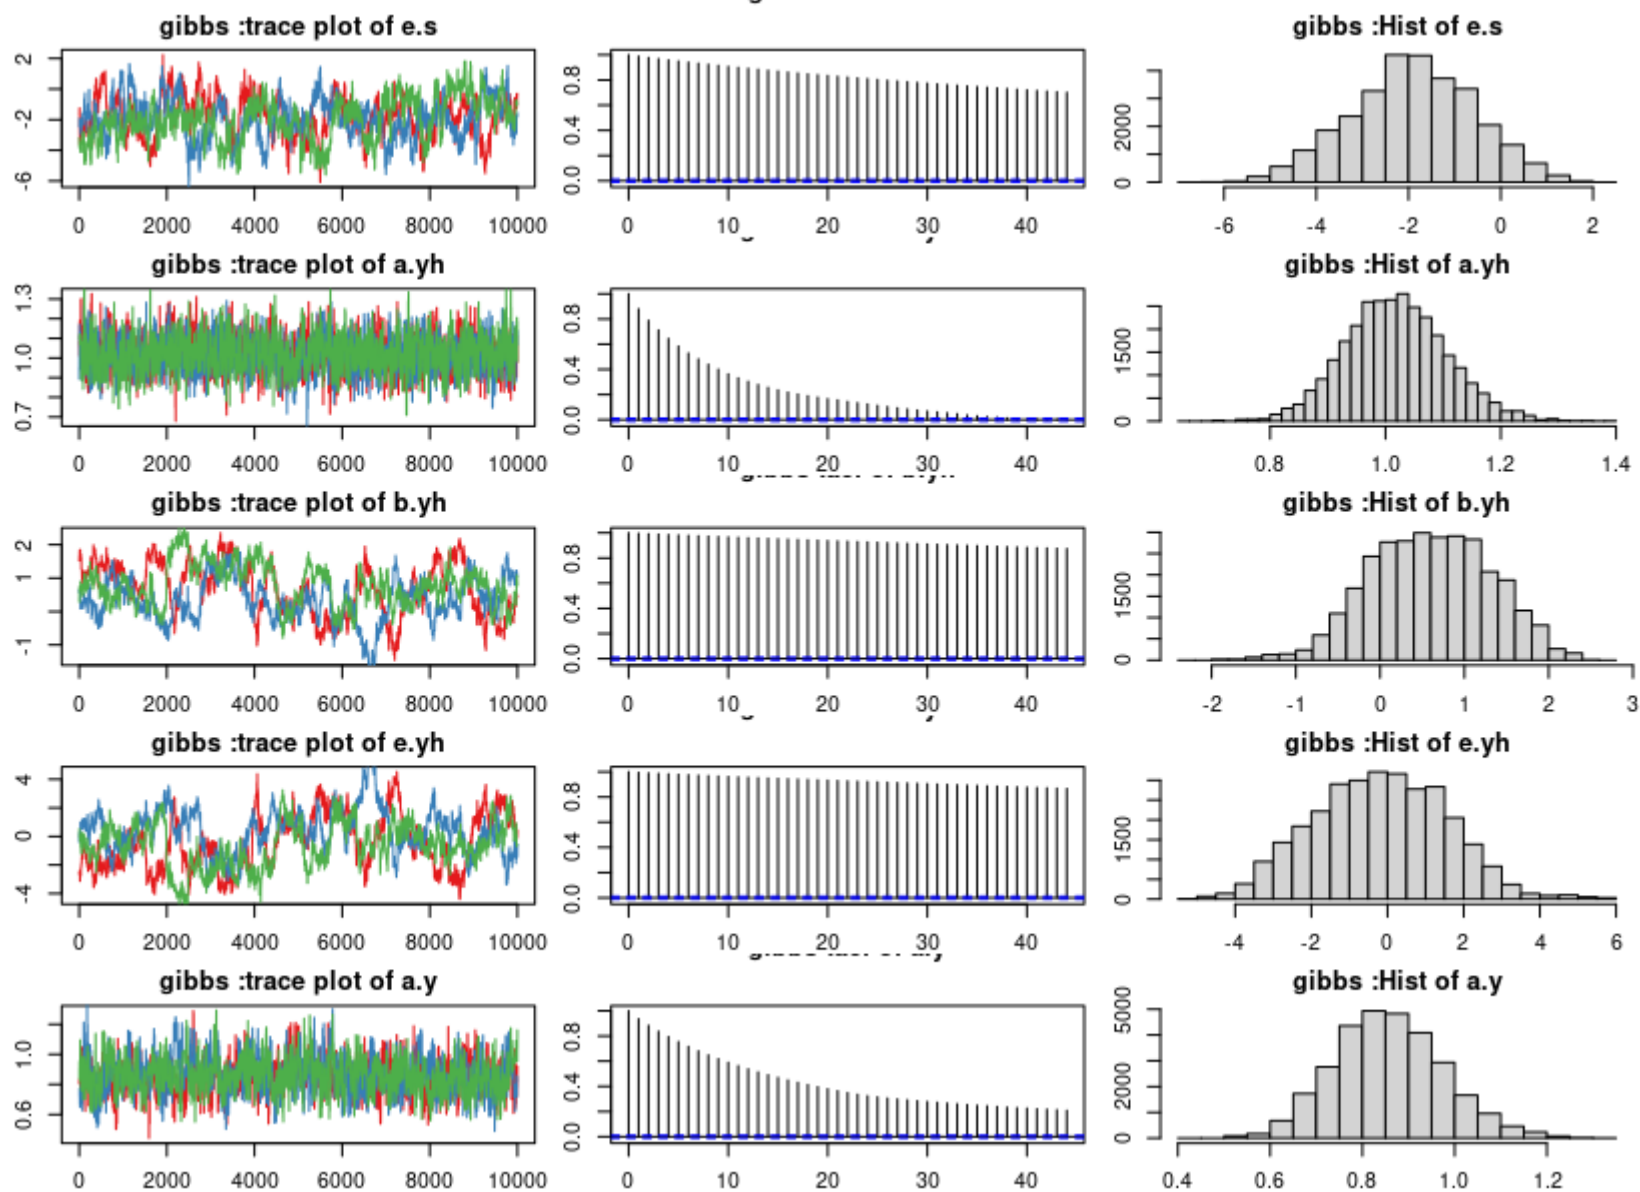 gibbs :trace plot of e.s
gibbs :Hist of e.s
2
-2
-6
0 2000 4000 6000 8000 10000
0.8
0.4
0.0
0 10 20 30 40
2000
0
-6 -4 -2 0 2
gibbs :trace plot of a.yh
gibbs :Hist of a.yh
1.3
1.0
0.7
0 2000 4000 6000 8000 10000
0.8
0.4
0.0
0 10 20 30 40
1500
0
0.8 1.0 1.2 1.4
gibbs :trace plot of b.yh
gibbs :Hist of b.yh
2
1
-1
0 2000 4000 6000 8000 10000
0.8
0.4
0.0
0 10 20 30 40
1500
0
-2 -1 0 1 2 3
gibbs :trace plot of e.yh
gibbs :Hist of e.yh
4
0
-4
0 2000 4000 6000 8000 10000
0.8
0.4
0.0
0 10 20 30 40
1500
0
-4 -2 0 2 4 6
gibbs :trace plot of a.y
gibbs :Hist of a.y
1.0
0.6
0 2000 4000 6000 8000 10000
0.8
0.4
0.0
0 10 20 30 40
5000
2000
0
0.4 0.6 0.8 1.0 1.2